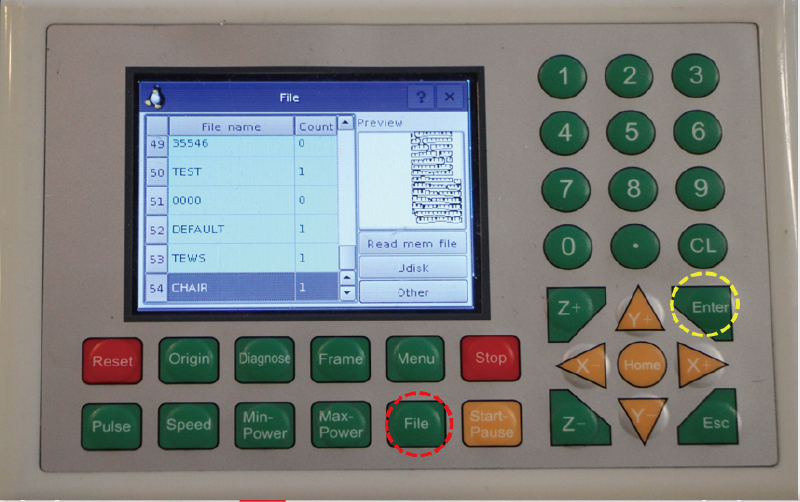 File
? ×
File name Count
Preview
49 35546 0
50 TEST 1
51 0000 0
52 DEFAULT 1
53 TEWS 1
54 CHAIR 1
Read mem file
Udisk
Other
1 2 3
4 5 6
7 8 9
0 . CL
Z+ Y+ Enter
X- Home X+
Z- Y- Esc
Reset Origin Diagnose Frame Menu Stop
Pulse Speed Min-
Power Max-
Power File Start-
Pause